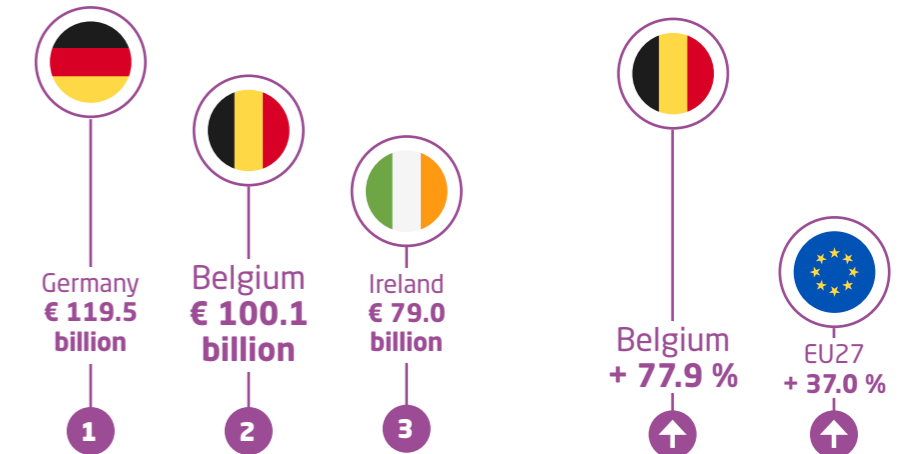 Germany
€ 119.5
billion
1
Belgium
€ 100.1
billion
2
Ireland
€ 79.0
billion
3
Belgium
+ 77.9 %
EU27
+ 37.0 %